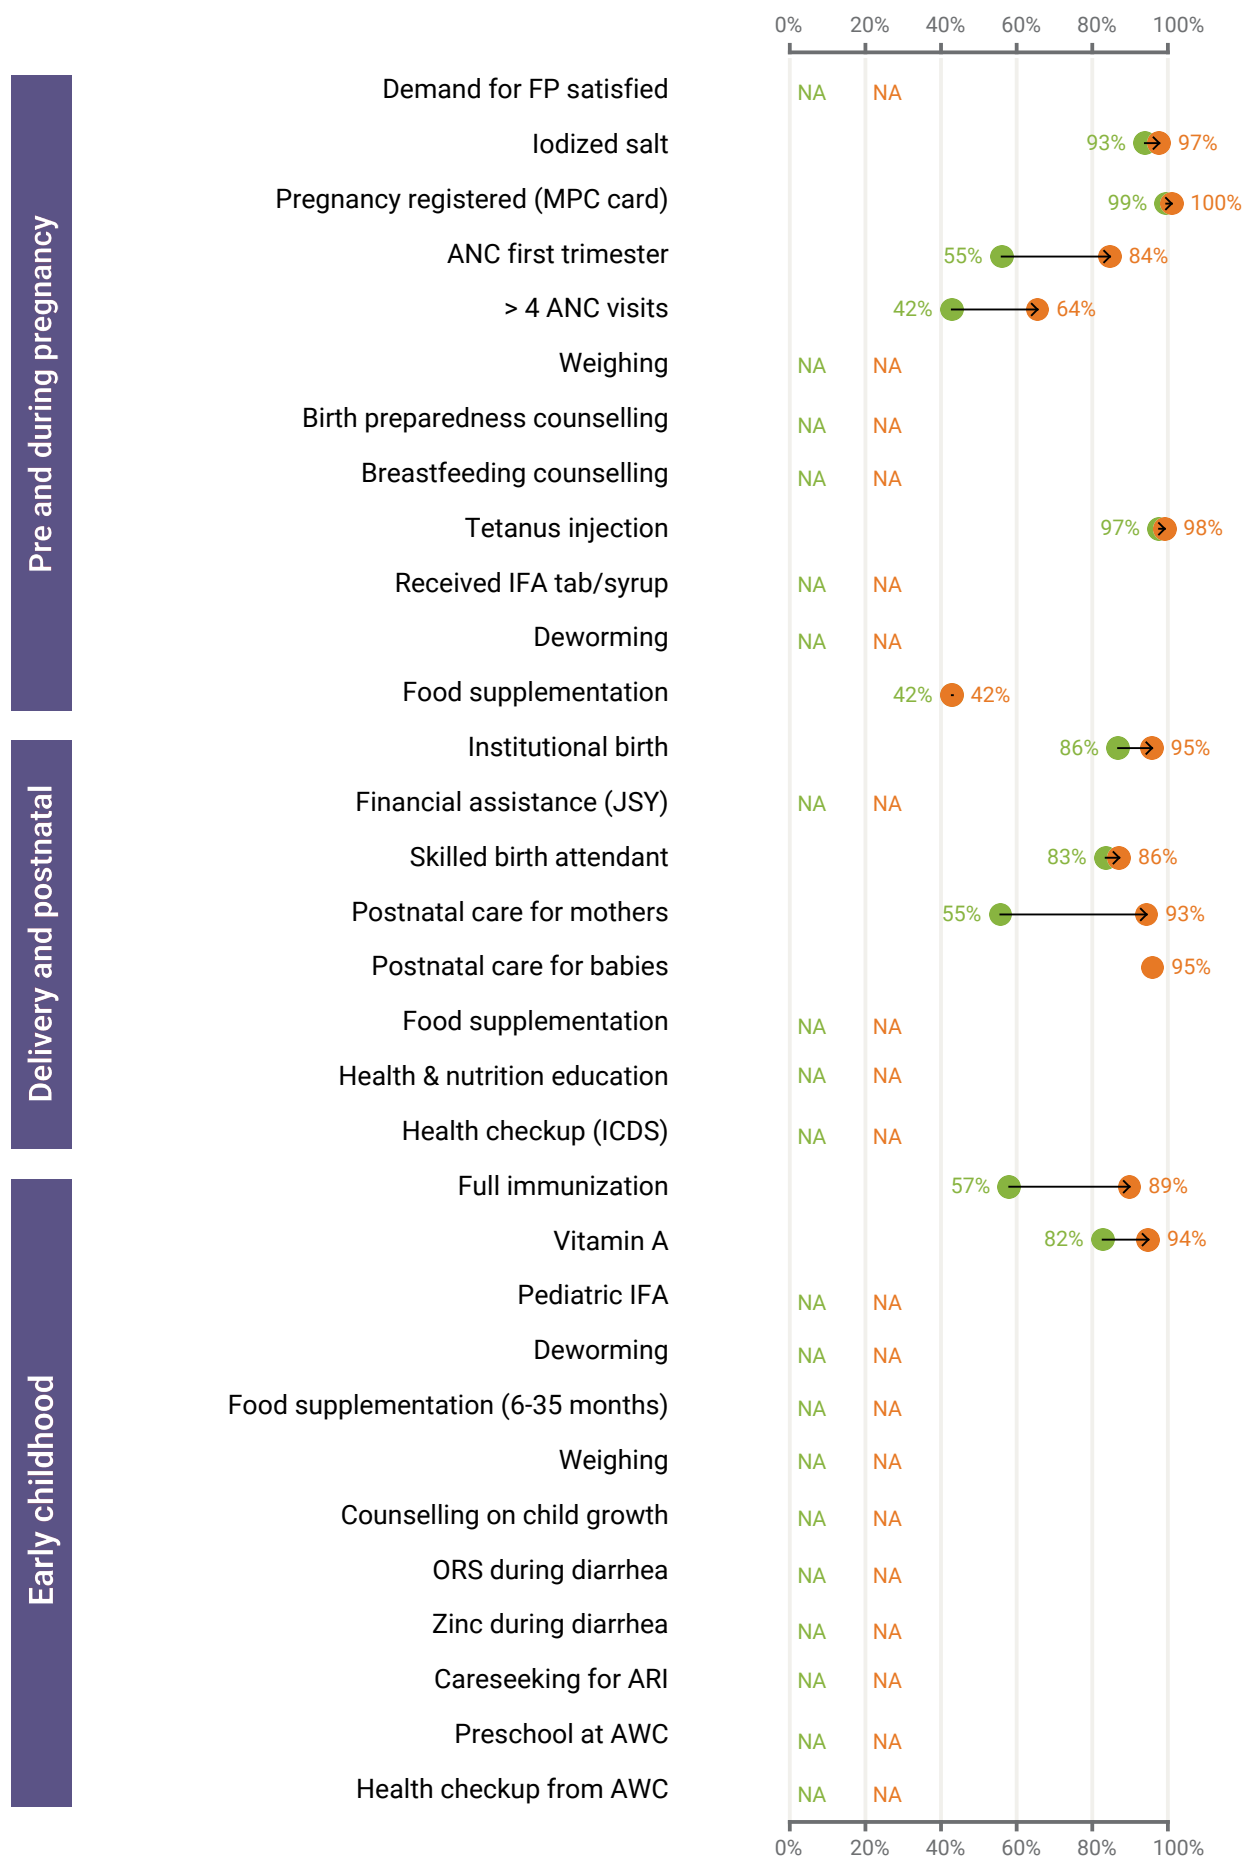 0% 20% 40% 60% 80% 100%
Pre and during pregnancy
Demand for FP satisfied NA NA
Iodized salt 93% 97%
Pregnancy registered (MPC card) 99% 100%
ANC first trimester 55% 84%
> 4 ANC visits 42% 64%
Weighing NA NA
Birth preparedness counselling NA NA
Breastfeeding counselling NA NA
Tetanus injection 97% 98%
Received IFA tab/syrup NA NA
Deworming NA NA
Food supplementation 42% 42%
Delivery and postnatal
Institutional birth 86% 95%
Financial assistance (JSY) NA NA
Skilled birth attendant 83% 86%
Postnatal care for mothers 55% 93%
Postnatal care for babies 95%
Food supplementation NA NA
Health & nutrition education NA NA
Health checkup (ICDS) NA NA
Early childhood
Full immunization 57% 89%
Vitamin A 82% 94%
Pediatric IFA NA NA
Deworming NA NA
Food supplementation (6-35 months) NA NA
Weighing NA NA
Counselling on child growth NA NA
ORS during diarrhea NA NA
Zinc during diarrhea NA NA
Careseeking for ARI NA NA
Preschool at AWC NA NA
Health checkup from AWC NA NA
0% 20% 40% 60% 80% 100%